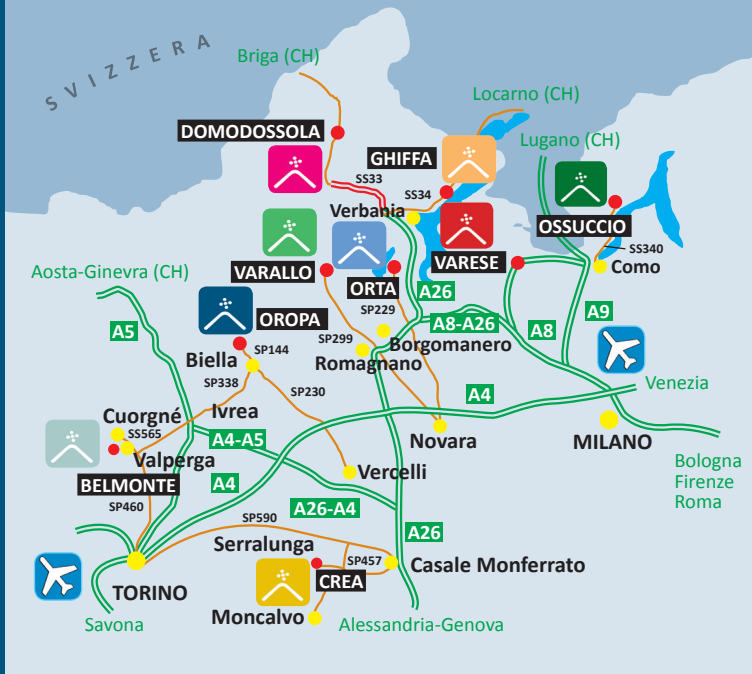 SVIZZERA
Briga (CH)
Locarno (CH)
DOMODOSSOLA
GHIFFA
Lugano (CH)
SS33
SS34
OSSUCCIO
Verbania
VARALLO
VARESE
SS340
Como
Aosta-Ginevra (CH)
ORTA
A26
OROPA
SP229
A9
A5
SP299
A8-A26
A8
Borgomanero
SP144
Biella
Romagnano
SP338
SP230
A4
Venezia
Cuorgné
Ivrea
SS565
A4-A5
Novara
MILANO
Valperga
Vercelli
Bologna
Firenze
Roma
BELMONTE
A4
SP460
A26-A4
SP590
A26
Serralunga
SP457
Casale Monferrato
CREA
TORINO
Moncalvo
Savona
Alessandria-Genova